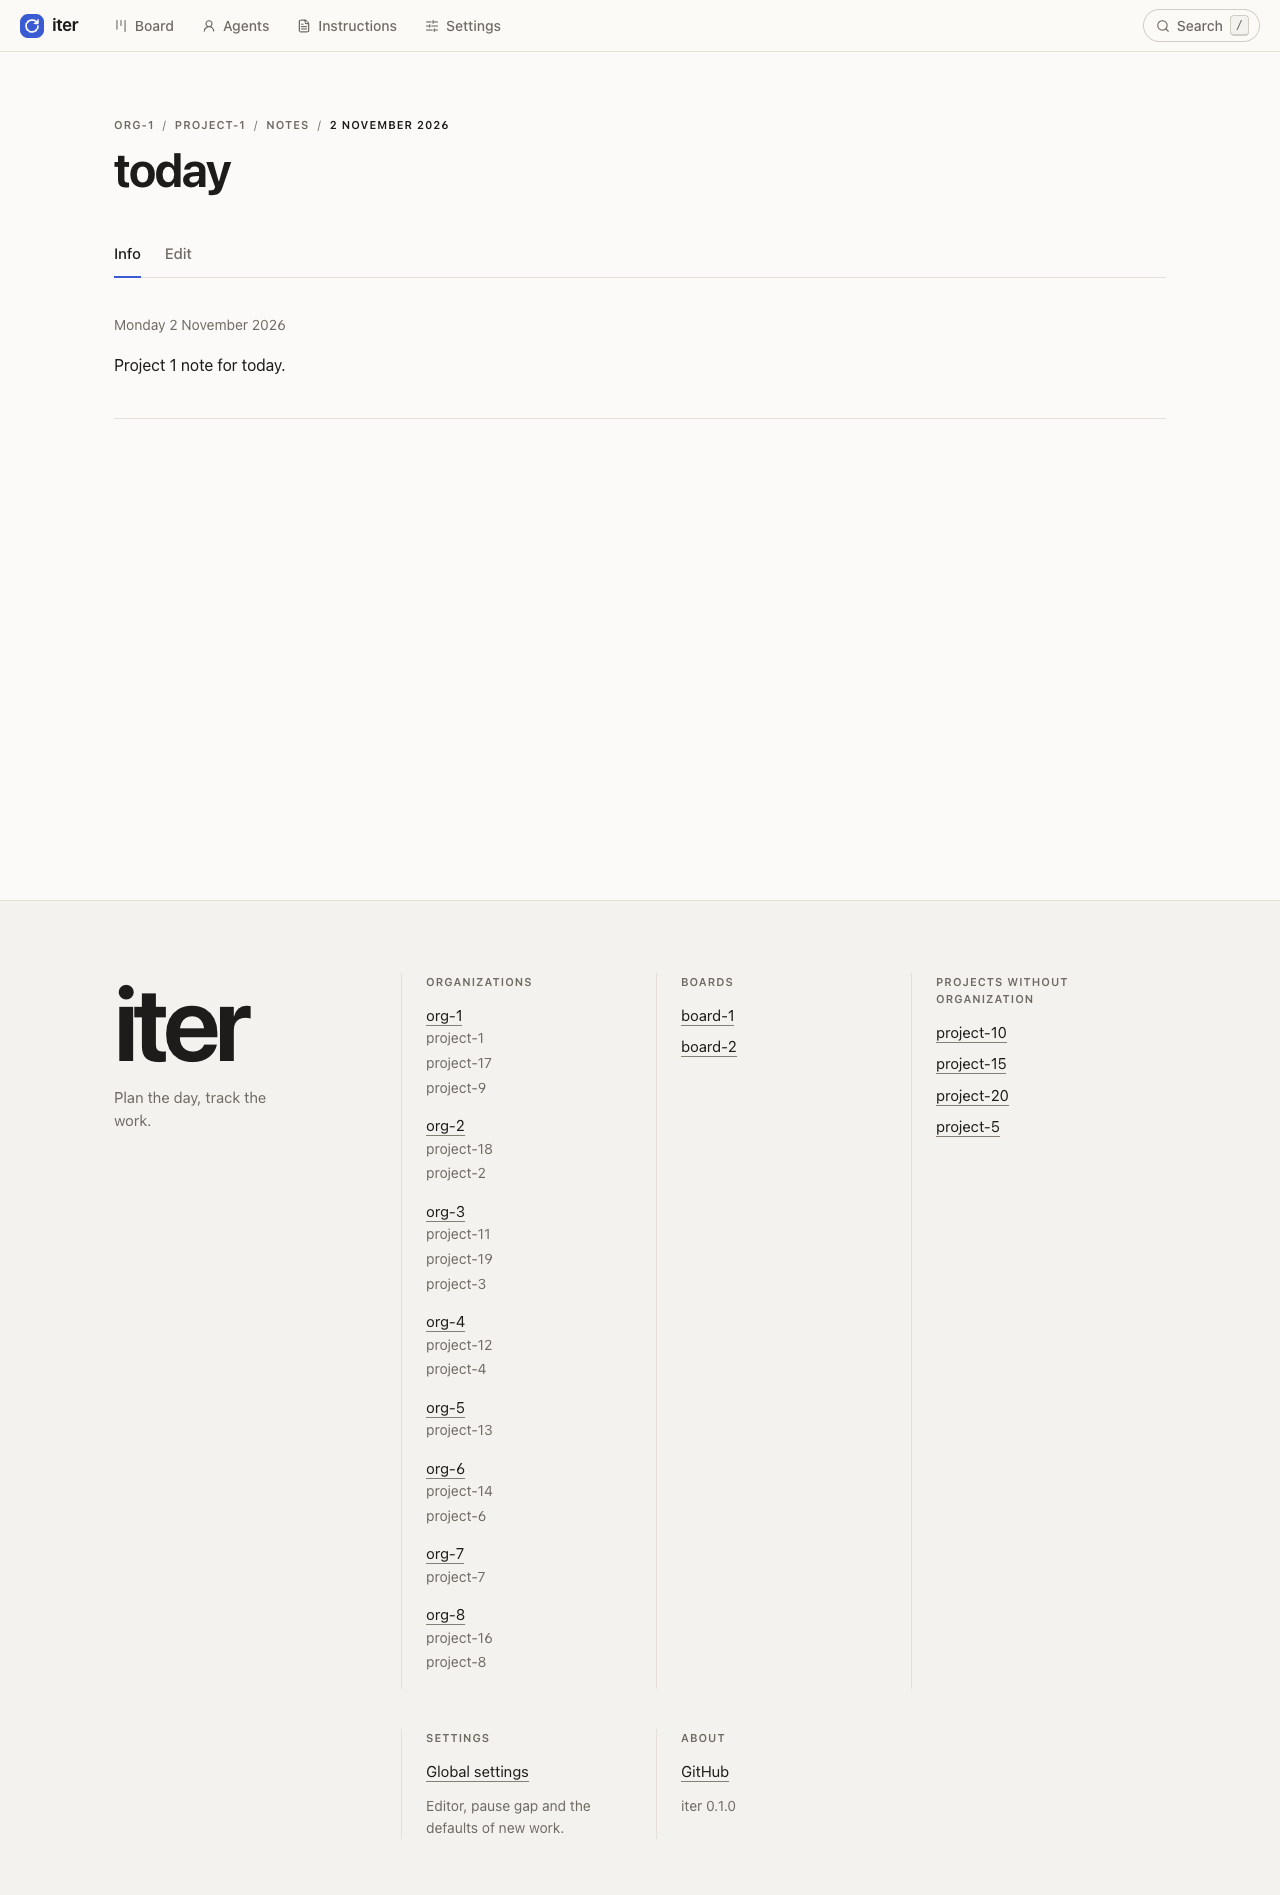 iter
Board
Agents
Instructions
Settings
Search /
ORG-1 / PROJECT-1 / NOTES / 2 NOVEMBER 2026
today
Info
Edit
Monday 2 November 2026
Project 1 note for today.
iter
Plan the day, track the
work.
ORGANIZATIONS
org-1
project-1
project-17
project-9
org-2
project-18
project-2
org-3
project-11
project-19
project-3
org-4
project-12
project-4
org-5
project-13
org-6
project-14
project-6
org-7
project-7
org-8
project-16
project-8
BOARDS
board-1
board-2
PROJECTS WITHOUT
ORGANIZATION
project-10
project-15
project-20
project-5
SETTINGS
Global settings
Editor, pause gap and the
defaults of new work.
ABOUT
GitHub
iter 0.1.0